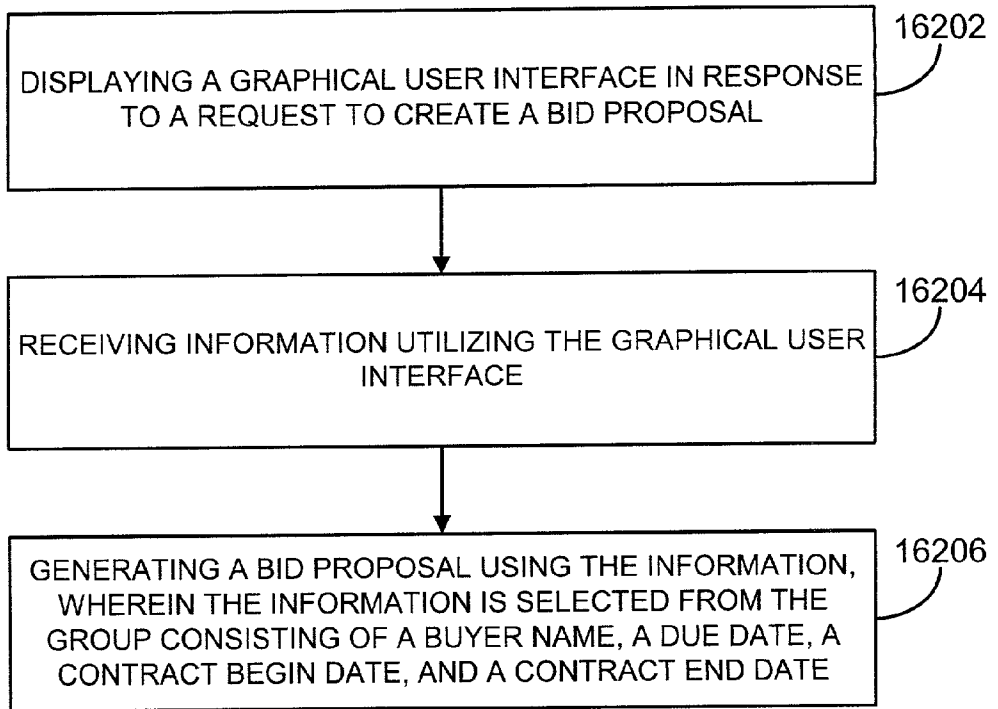 16202
DISPLAYING A GRAPHICAL USER INTERFACE IN RESPONSE
TO A REQUEST TO CREATE A BID PROPOSAL
16204
RECEIVING INFORMATION UTILIZING THE GRAPHICAL USER
INTERFACE
16206
GENERATING A BID PROPOSAL USING THE INFORMATION,
WHEREIN THE INFORMATION IS SELECTED FROM THE
GROUP CONSISTING OF A BUYER NAME, A DUE DATE, A
CONTRACT BEGIN DATE, AND A CONTRACT END DATE